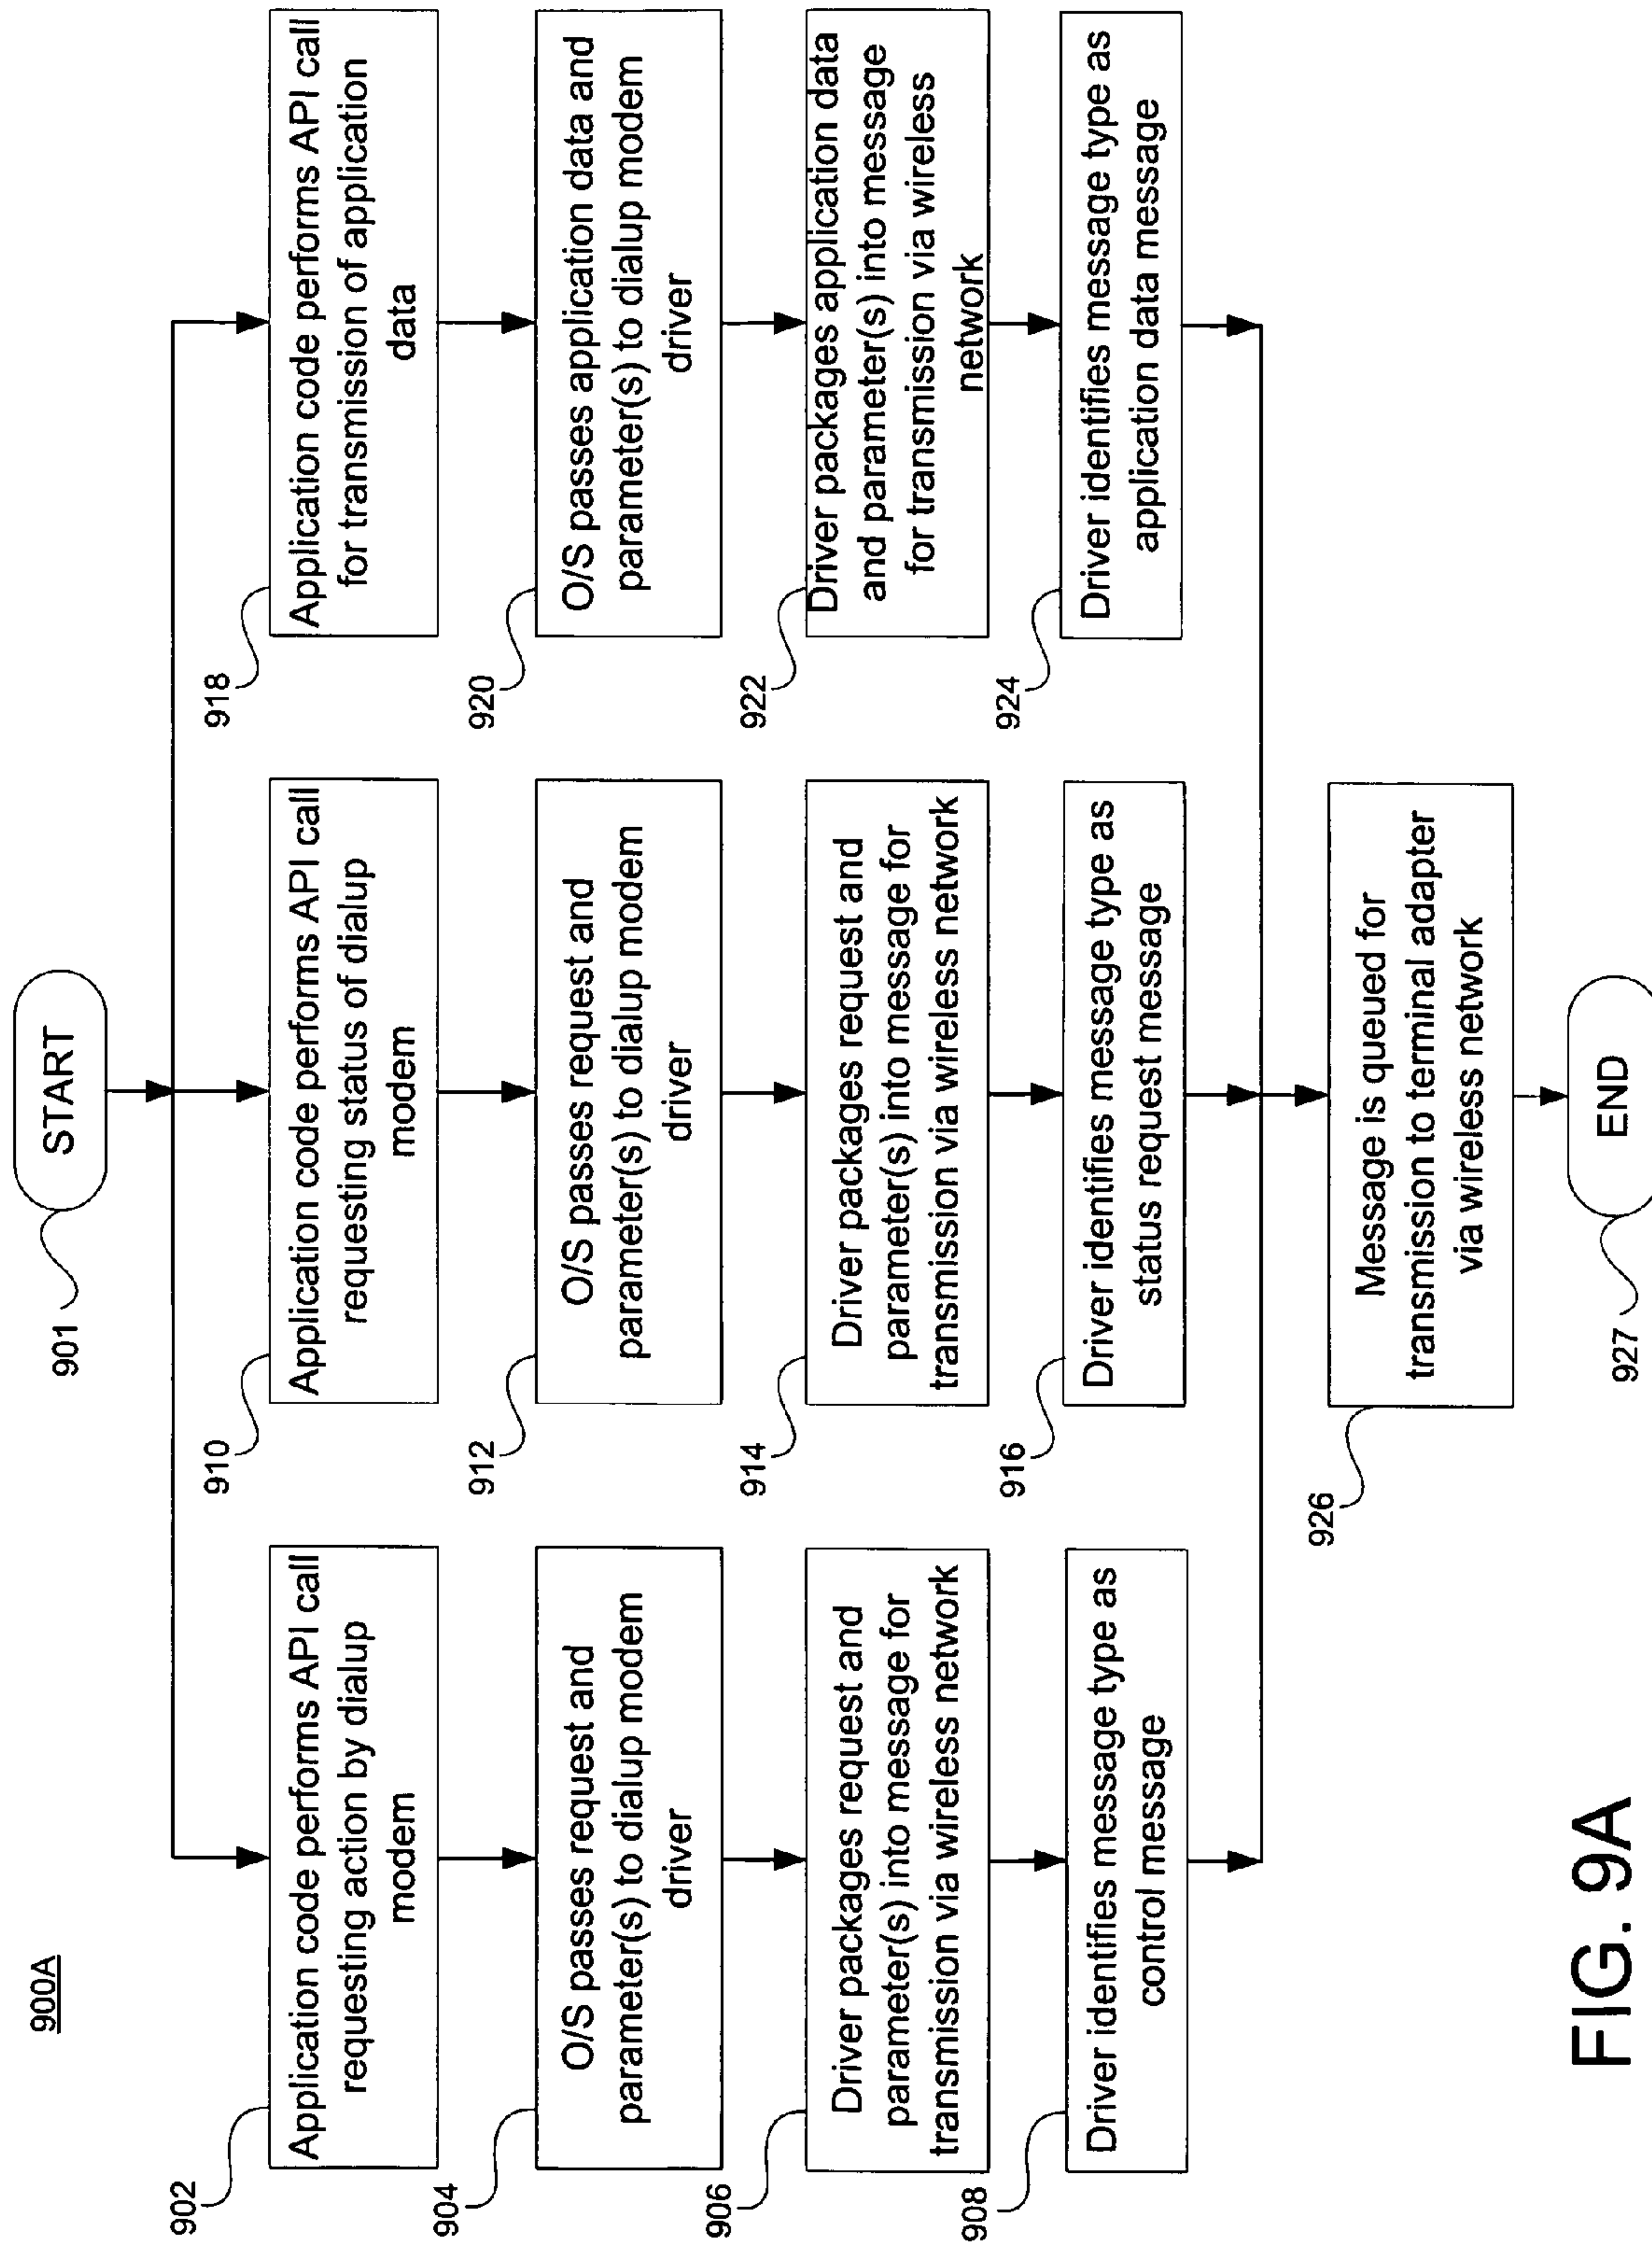 900A
901
START
902
Application code performs API call
requesting action by dialup
modem
904
O/S passes request and
parameter(s) to dialup modem
driver
906
Driver packages request and
parameter(s) into message for
transmission via wireless network
908
Driver identifies message type as
control message
910
Application code performs API call
requesting status of dialup
modem
912
O/S passes request and
parameter(s) to dialup modem
driver
914
Driver packages request and
parameter(s) into message for
transmission via wireless network
916
Driver identifies message type as
status request message
918
Application code performs API call
for transmission of application
data
920
O/S passes application data and
parameter(s) to dialup modem
driver
922
Driver packages application data
and parameter(s) into message
for transmission via wireless
network
924
Driver identifies message type as
application data message
926
Message is queued for
transmission to terminal adapter
via wireless network
927
END
FIG. 9A